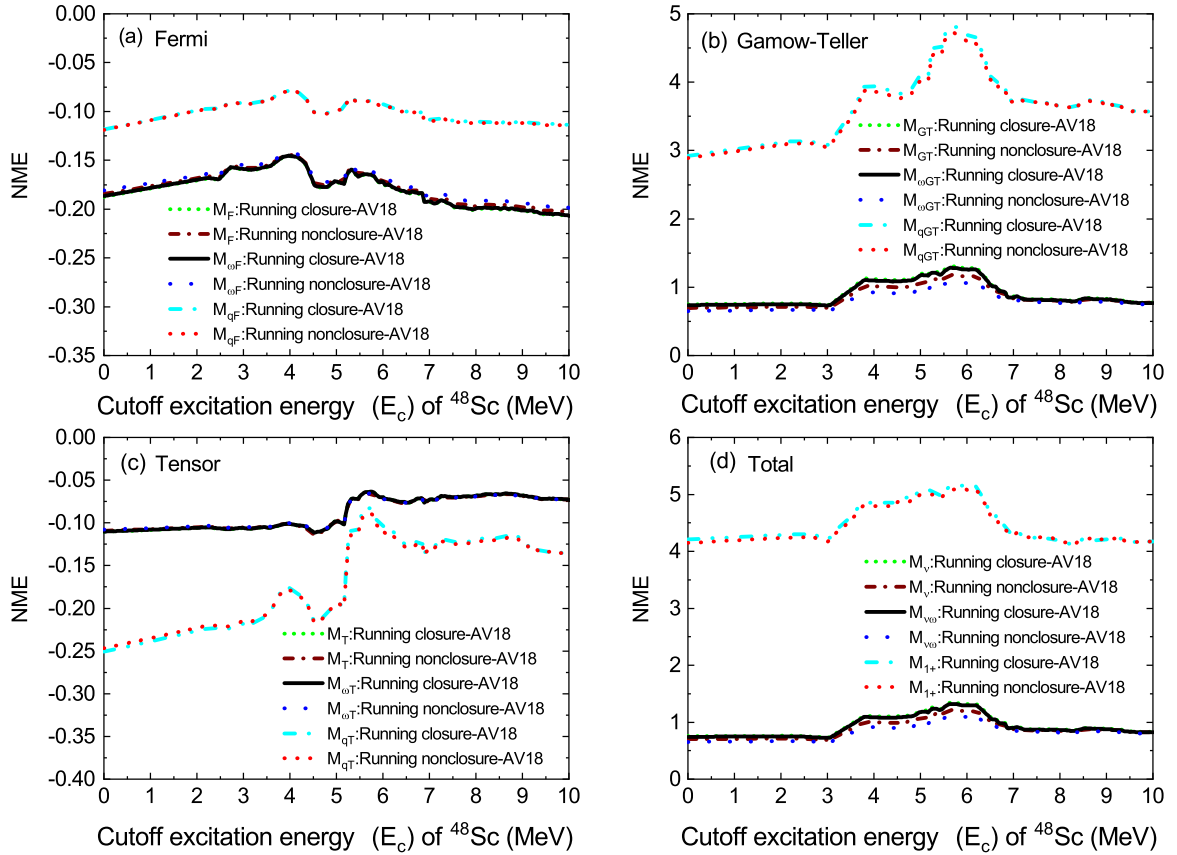 (a) Fermi
0.00
-0.05
-0.10
-0.15
-0.20
-0.25
-0.30
-0.35
NME
M_F:Running closure-AV18
M_F:Running nonclosure-AV18
M_ωF:Running closure-AV18
M_ωF:Running nonclosure-AV18
M_qF:Running closure-AV18
M_qF:Running nonclosure-AV18
0 1 2 3 4 5 6 7 8 9 10
Cutoff excitation energy (E_c) of ⁴⁸Sc (MeV)
(b) Gamow-Teller
5
4
3
2
1
0
NME
M_GT:Running closure-AV18
M_GT:Running nonclosure-AV18
M_ωGT:Running closure-AV18
M_ωGT:Running nonclosure-AV18
M_qGT:Running closure-AV18
M_qGT:Running nonclosure-AV18
0 1 2 3 4 5 6 7 8 9 10
Cutoff excitation energy (E_c) of ⁴⁸Sc (MeV)
(c) Tensor
0.00
-0.05
-0.10
-0.15
-0.20
-0.25
-0.30
-0.35
-0.40
NME
M_T:Running closure-AV18
M_T:Running nonclosure-AV18
M_ωT:Running closure-AV18
M_ωT:Running nonclosure-AV18
M_qT:Running closure-AV18
M_qT:Running nonclosure-AV18
0 1 2 3 4 5 6 7 8 9 10
Cutoff excitation energy (E_c) of ⁴⁸Sc (MeV)
(d) Total
6
5
4
3
2
1
0
NME
M_ν:Running closure-AV18
M_ν:Running nonclosure-AV18
M_νω:Running closure-AV18
M_νω:Running nonclosure-AV18
M_1+:Running closure-AV18
M_1+:Running nonclosure-AV18
0 1 2 3 4 5 6 7 8 9 10
Cutoff excitation energy (E_c) of ⁴⁸Sc (MeV)